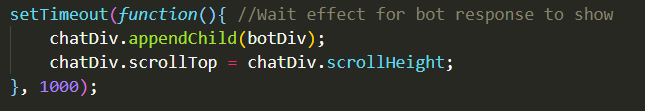 setTimeout(function(){ //Wait effect for bot response to show
    chatDiv.appendChild(botDiv);
    chatDiv.scrollTop = chatDiv.scrollHeight;
}, 1000);